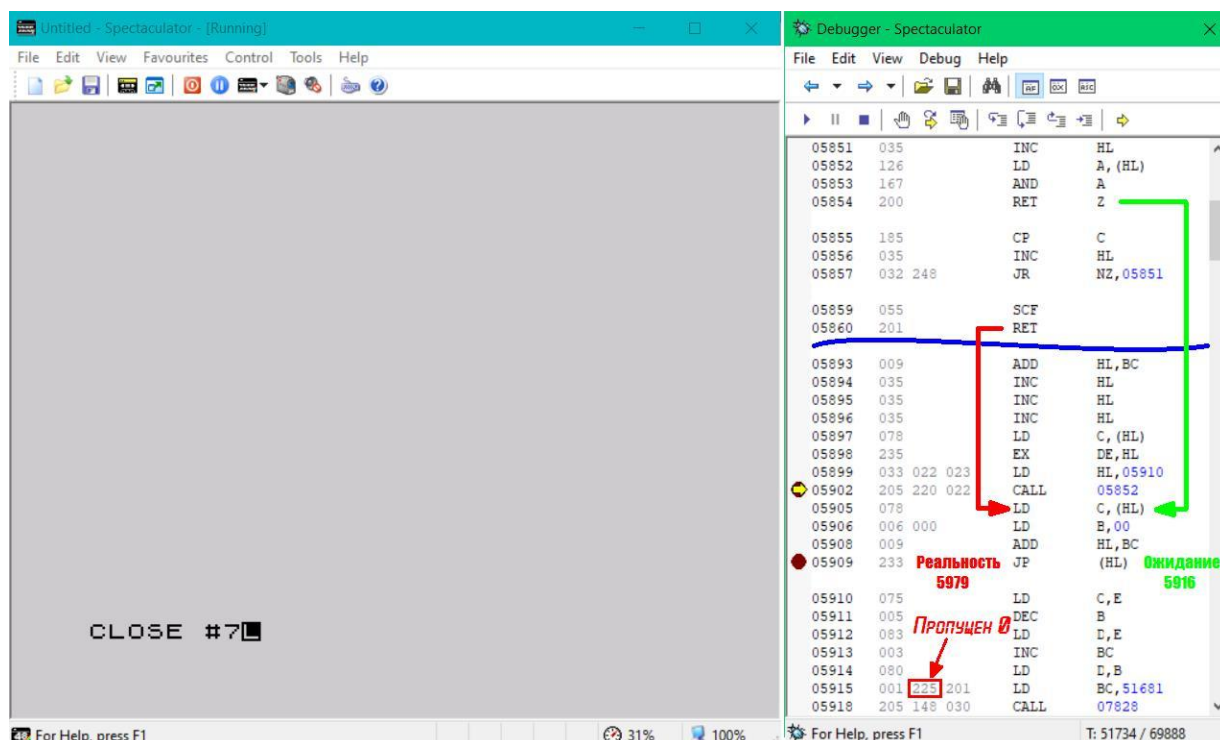 Untitled - Spectaculator - [Running]
File Edit View Favourites Control Tools Help
CLOSE #7
For Help, press F1
31%
100%
Debugger - Spectaculator
File Edit View Debug Help
05851 035 INC HL
05852 126 LD A,(HL)
05853 167 AND A
05854 200 RET Z
05855 185 CP C
05856 035 INC HL
05857 032 248 JR NZ,05851
05859 055 SCF
05860 201 RET
05893 009 ADD HL,BC
05894 035 INC HL
05895 035 INC HL
05896 035 INC HL
05897 078 LD C,(HL)
05898 235 EX DE,HL
05899 033 022 023 LD HL,05910
05902 205 220 022 CALL 05852
05905 078 LD C,(HL)
05906 006 000 LD B,00
05908 009 ADD HL,BC
05909 233 JP (HL)
Реальность
5979
Ожидание
5916
05910 075 LD C,E
05911 005 DEC B
05912 083 LD D,E
05913 003 INC BC
05914 080 LD D,B
05915 001 225 201 LD BC,51681
05918 205 148 030 CALL 07828
Пропущен 0
For Help, press F1
T: 51734 / 69888